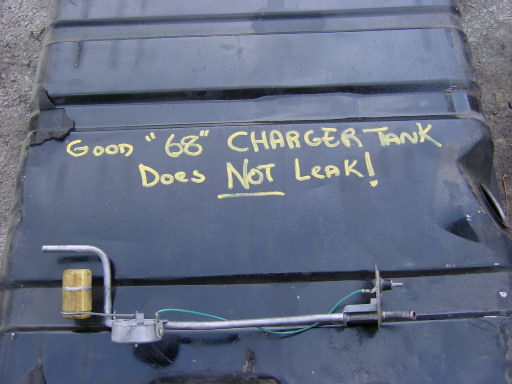 Good "68" CHARGER TANK
Does NOT Leak!